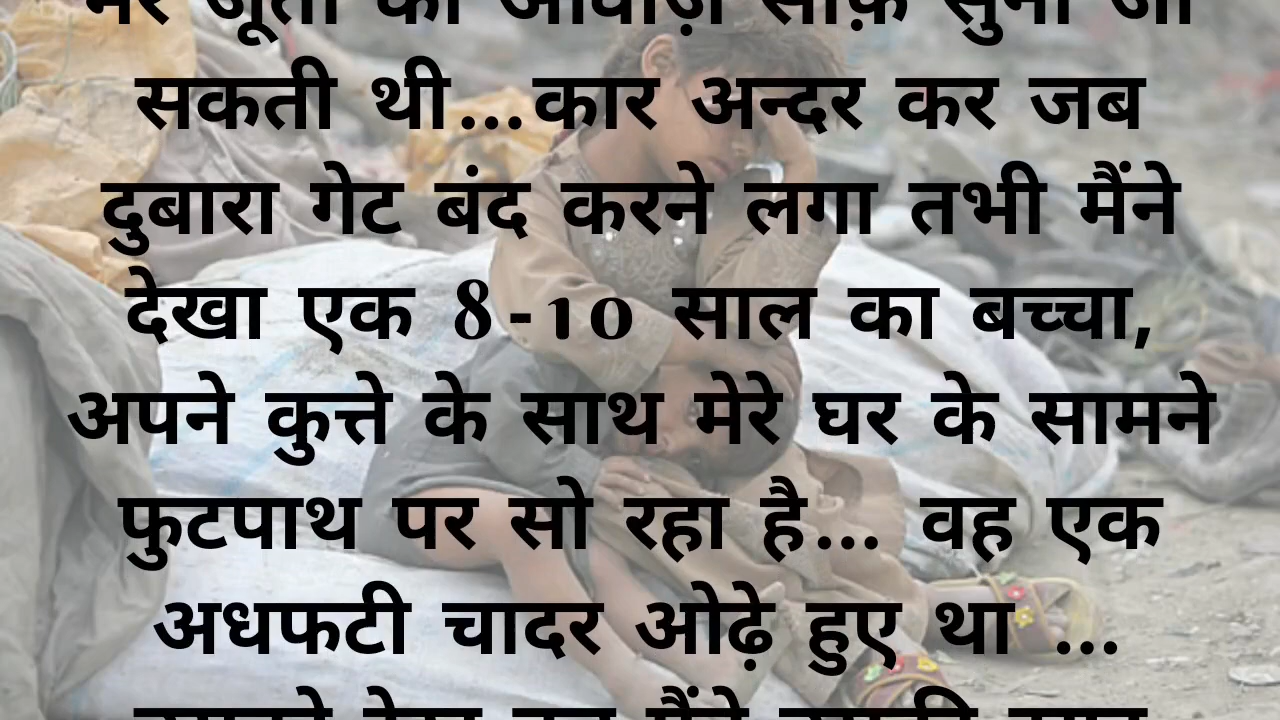 मेरे जूतों की आवाज़ साफ़ सुनी जा
सकती थी...कार अन्दर कर जब
दुबारा गेट बंद करने लगा तभी मैंने
देखा एक 8-10 साल का बच्चा,
अपने कुत्ते के साथ मेरे घर के सामने
फुटपाथ पर सो रहा है... वह एक
अधफटी चादर ओढ़े हुए था ...